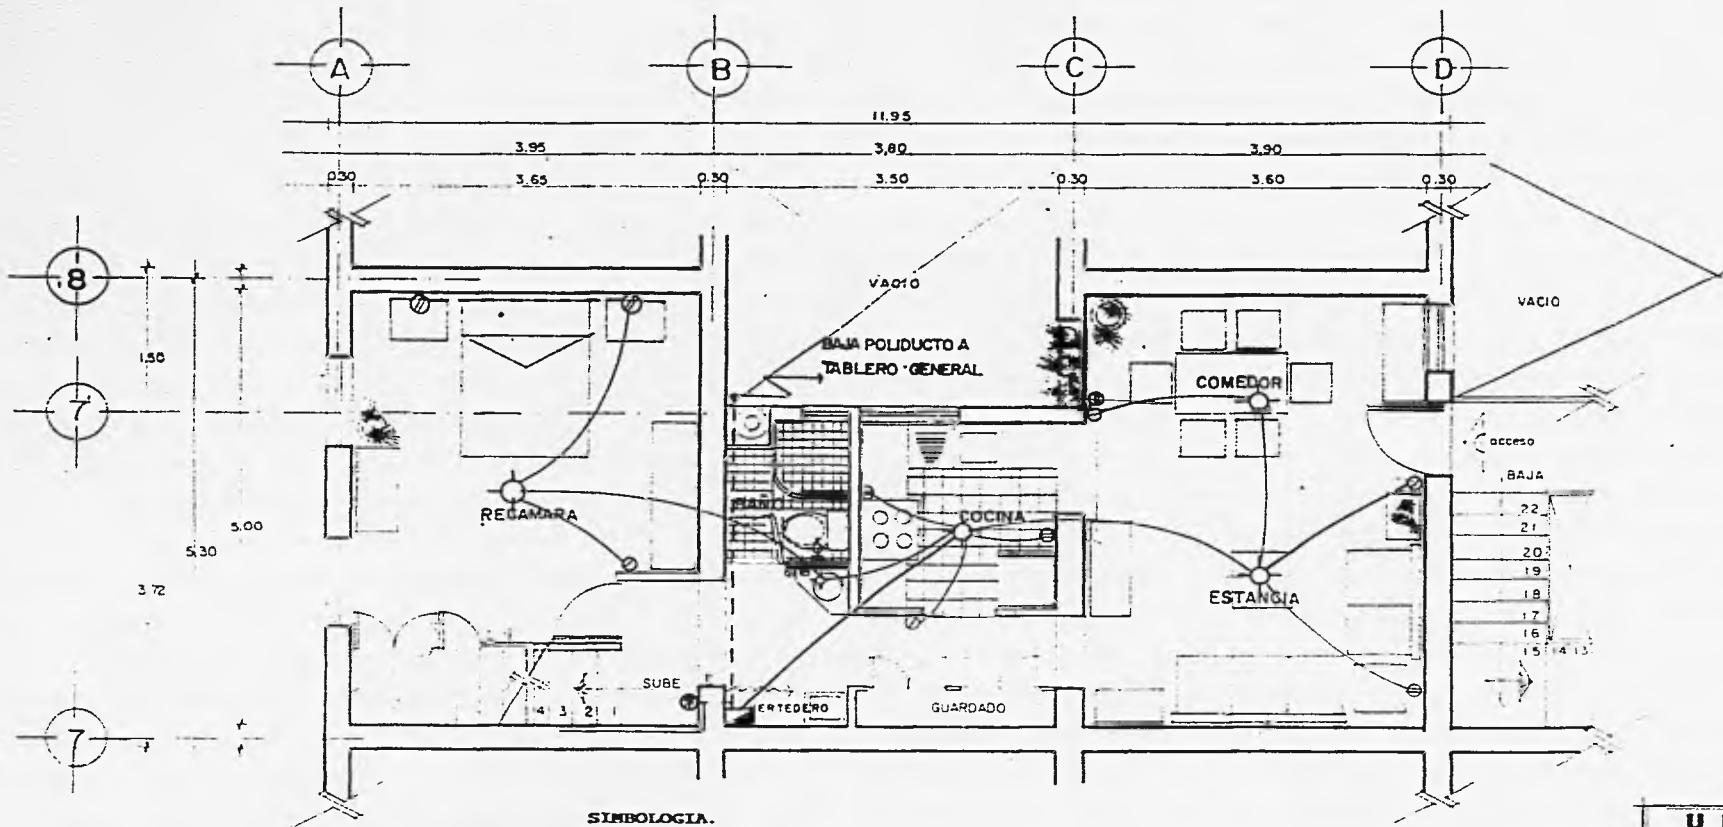 A
B
C
D
11.95
3.95
3,80
3.90
0.30
3.65
0.30
3.50
0.30
3.60
0.30
8
7'
7
1.50
5.30
5.00
3.72
VACIO
VACIO
BAJA POLIDUCTO A
TABLERO GENERAL
COMEDOR
acceso
BAJA
RECAMARA
BAÑO
COCINA
ESTANCIA
22
21
20
19
18
17
16
15 14 13
SUBE
4 3 2 1
ERTEDERO
GUARDADO
SIMBOLOGIA.
U